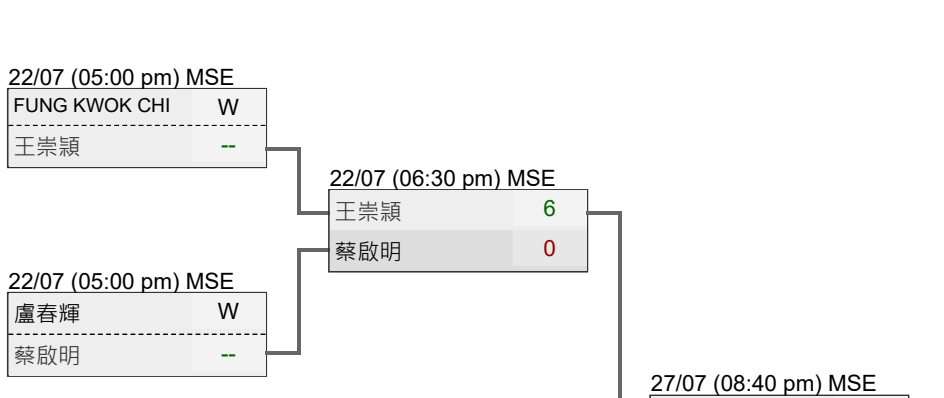 22/07 (05:00 pm) MSE
FUNG KWOK CHI W
王崇穎 --
22/07 (06:30 pm) MSE
王崇穎 6
蔡啟明 0
22/07 (05:00 pm) MSE
盧春輝 W
蔡啟明 --
27/07 (08:40 pm) MSE